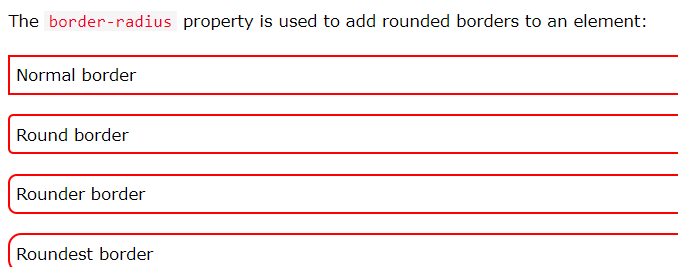 The border-radius property is used to add rounded borders to an element:
Normal border
Round border
Rounder border
Roundest border